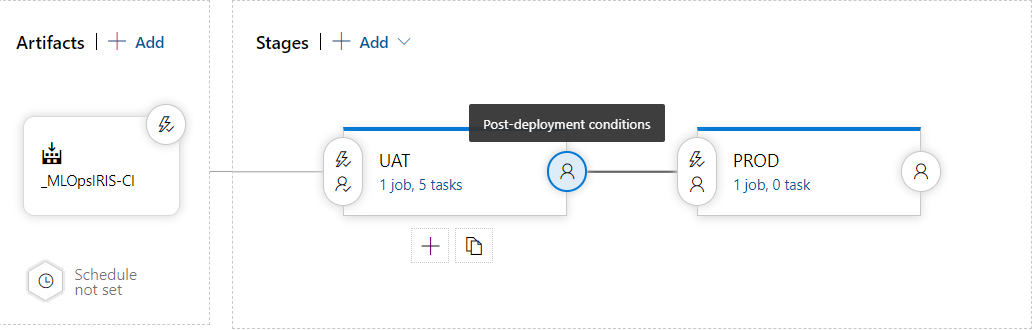 Artifacts | + Add
Stages | + Add
Post-deployment conditions
_MLOpsIRIS-CI
UAT
1 job, 5 tasks
PROD
1 job, 0 task
Schedule
not set